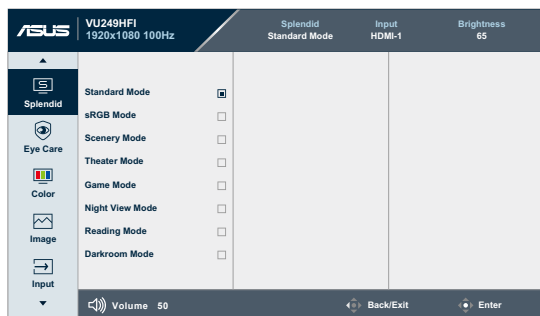 ASUS
VU249HFI
1920x1080 100Hz
Splendid
Standard Mode
Input
HDMI-1
Brightness
65
Splendid
Eye Care
Color
Image
Input
Standard Mode
sRGB Mode
Scenery Mode
Theater Mode
Game Mode
Night View Mode
Reading Mode
Darkroom Mode
Volume 50
Back/Exit
Enter